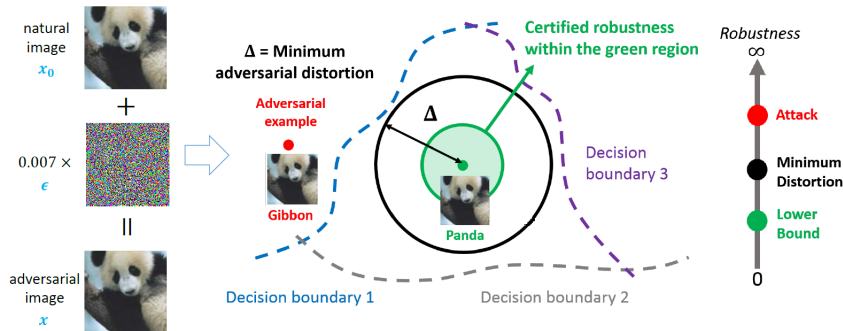 natural
image
x₀
+
0.007 ×
ϵ
=
adversarial
image
x
Δ = Minimum
adversarial distortion
Adversarial
example
Gibbon
Δ
Panda
Certified robustness
within the green region
Decision boundary 1
Decision boundary 2
Decision
boundary 3
Robustness
∞
Attack
Minimum
Distortion
Lower
Bound
0